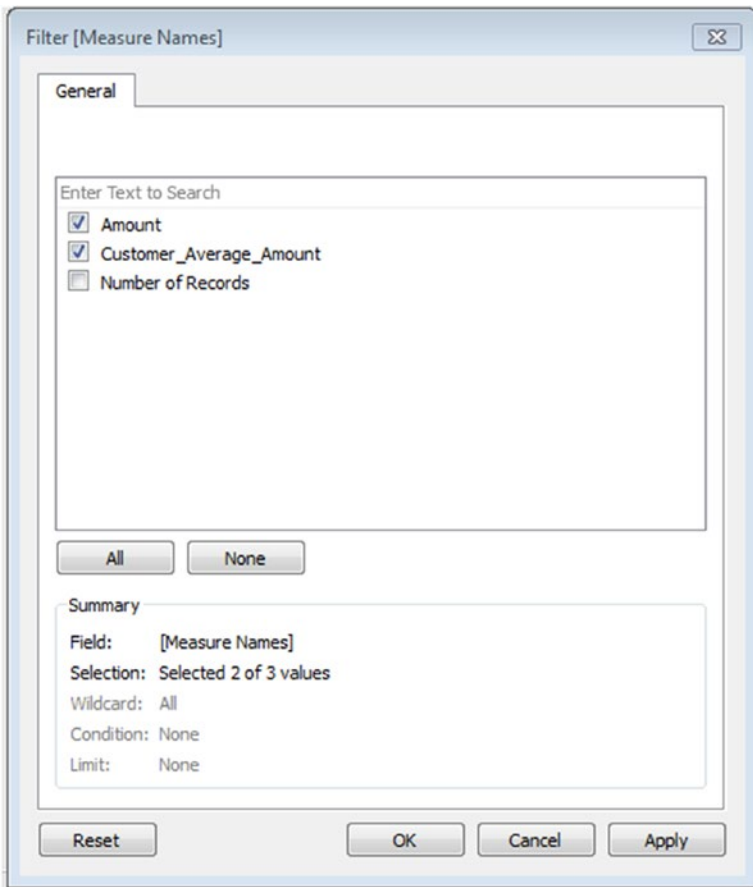 Filter [Measure Names]
General
Enter Text to Search
Amount
Customer_Average_Amount
Number of Records
All None
Summary
Field: [Measure Names]
Selection: Selected 2 of 3 values
Wildcard: All
Condition: None
Limit: None
Reset OK Cancel Apply